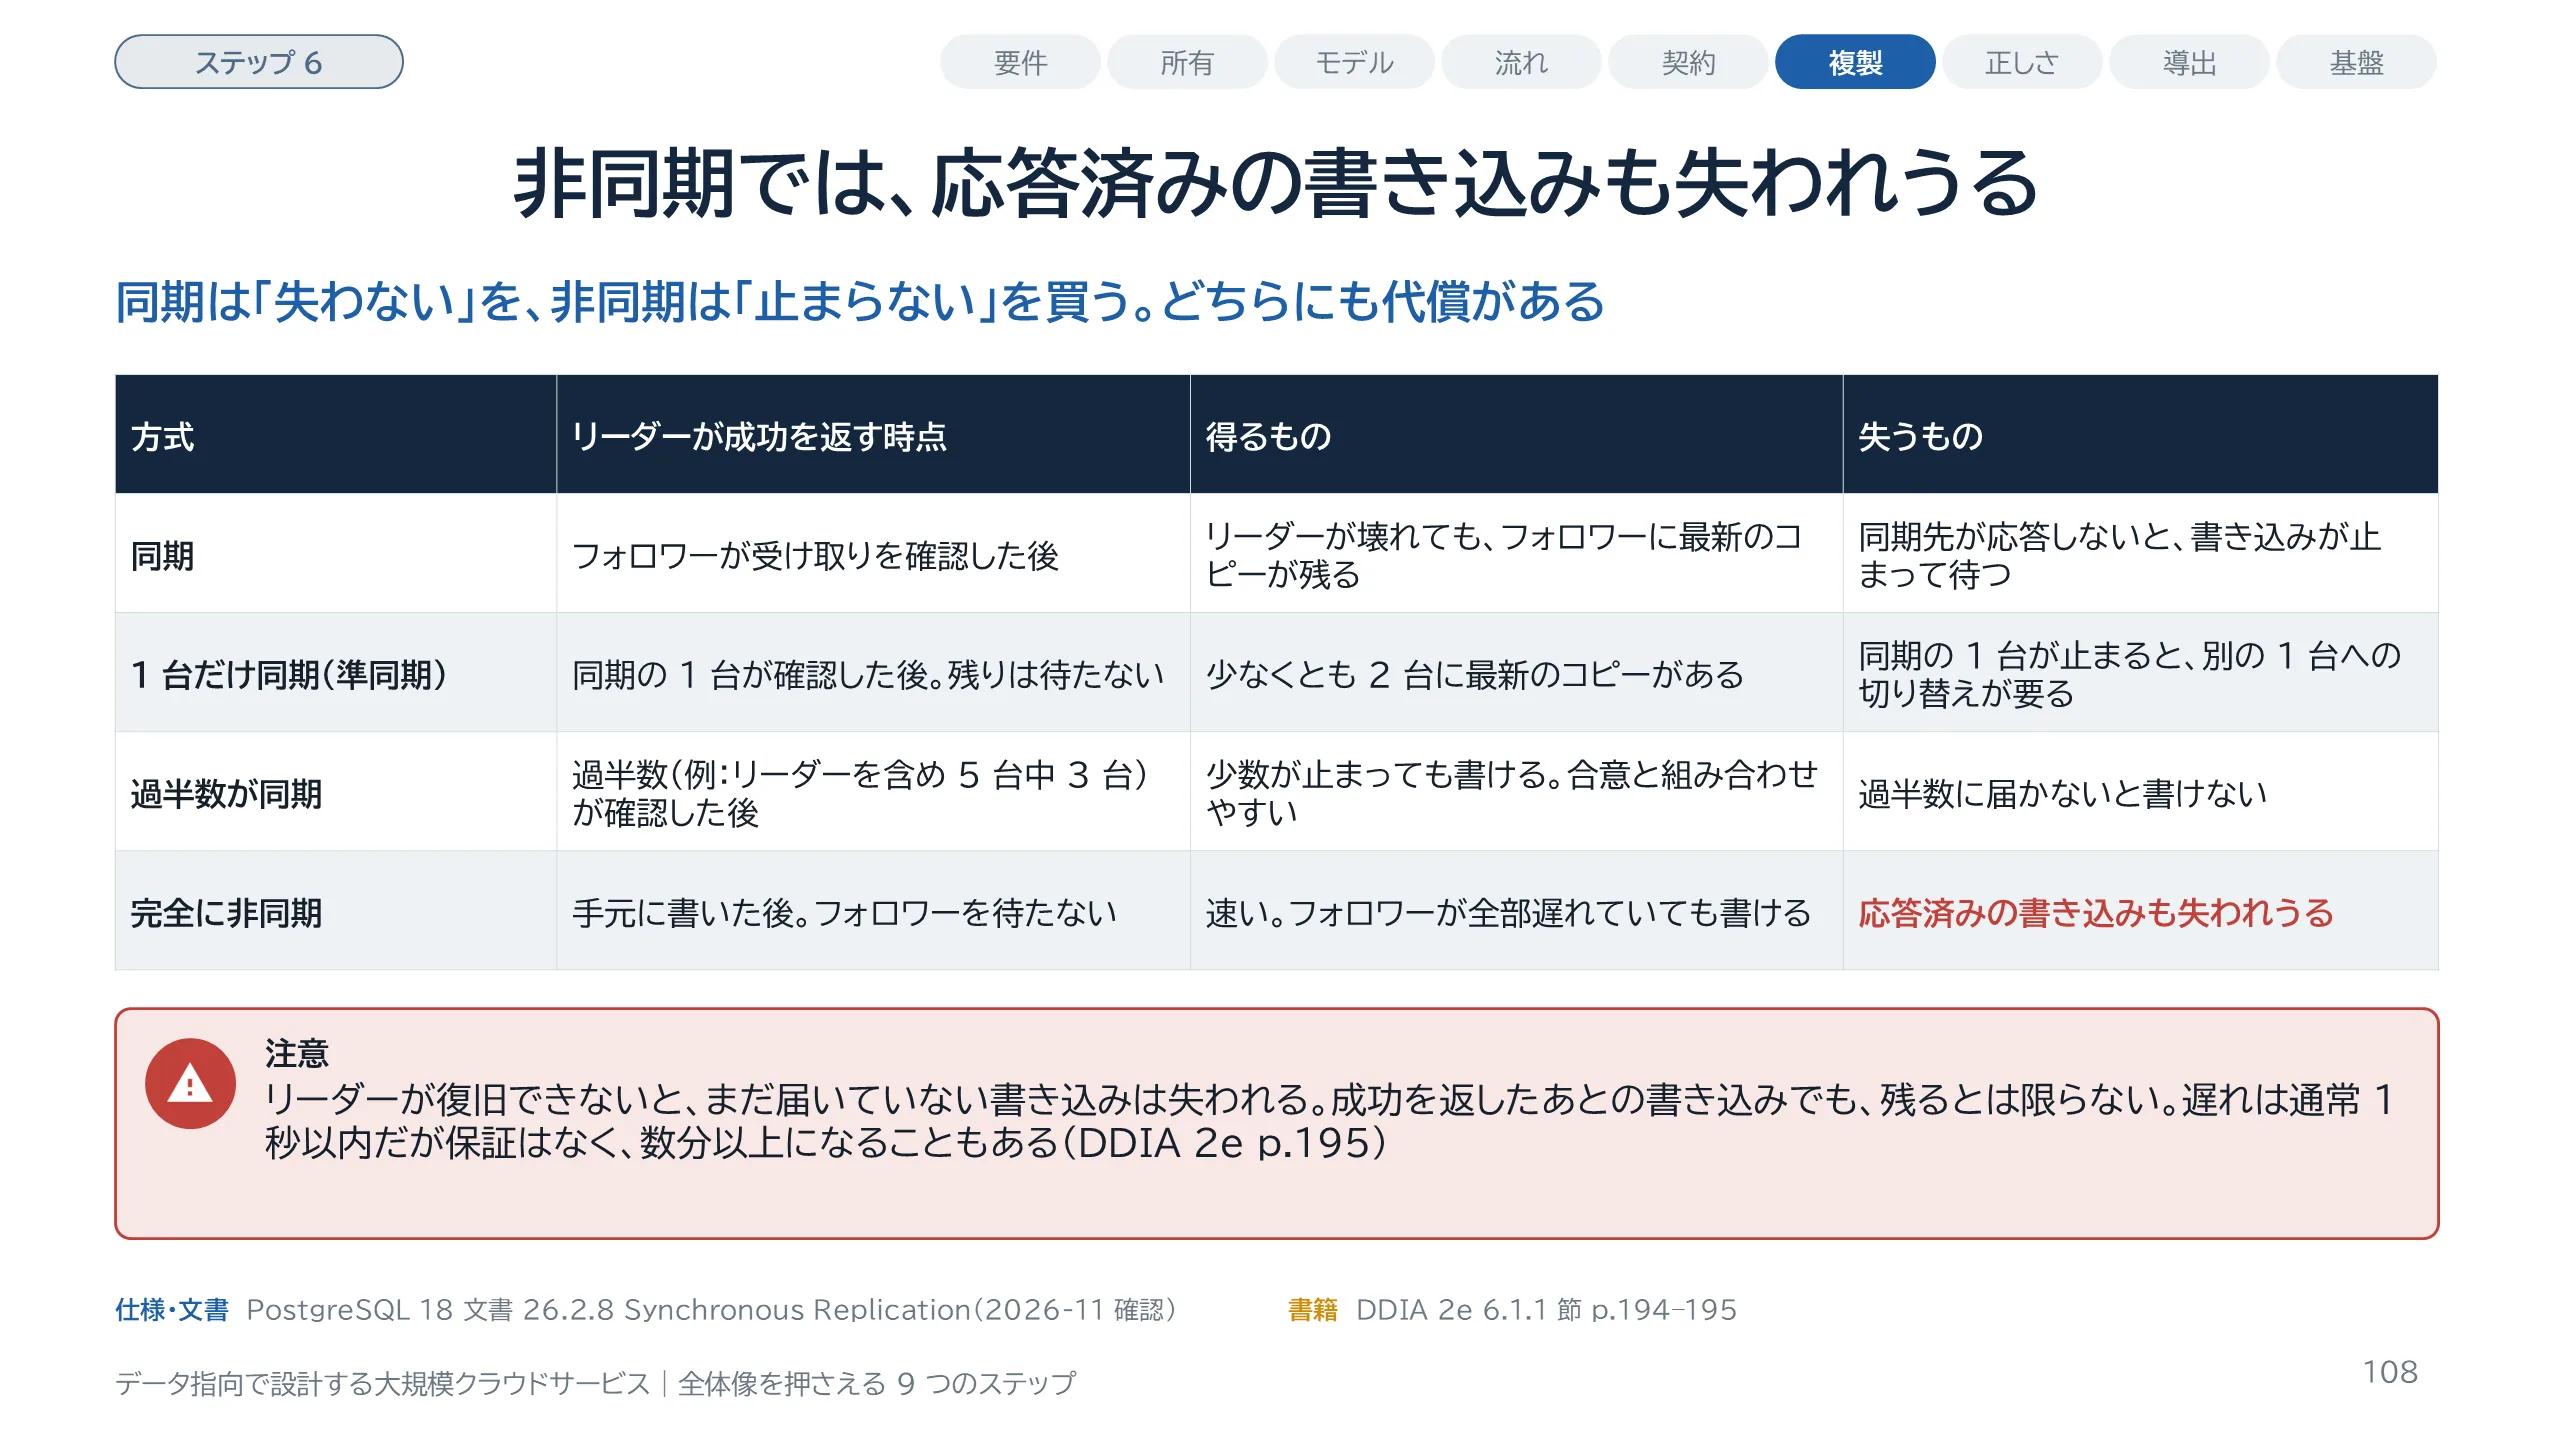 ステップ 6
要件
所有
モデル
流れ
契約
複製
正しさ
導出
基盤
非同期では、応答済みの書き込みも失われうる
同期は「失わない」を、非同期は「止まらない」を買う。どちらにも代償がある
方式
リーダーが成功を返す時点
得るもの
失うもの
同期
フォロワーが受け取りを確認した後
リーダーが壊れても、フォロワーに最新のコ
ピーが残る
同期先が応答しないと、書き込みが止
まって待つ
1 台だけ同期（準同期）
同期の 1 台が確認した後。残りは待たない
少なくとも 2 台に最新のコピーがある
同期の 1 台が止まると、別の 1 台への
切り替えが要る
過半数が同期
過半数（例：リーダーを含め 5 台中 3 台）
が確認した後
少数が止まっても書ける。合意と組み合わせ
やすい
過半数に届かないと書けない
完全に非同期
手元に書いた後。フォロワーを待たない
速い。フォロワーが全部遅れていても書ける
応答済みの書き込みも失われうる
注意
リーダーが復旧できないと、まだ届いていない書き込みは失われる。成功を返したあとの書き込みでも、残るとは限らない。遅れは通常 1
秒以内だが保証はなく、数分以上になることもある（DDIA 2e p.195）
仕様・文書 PostgreSQL 18 文書 26.2.8 Synchronous Replication（2026-11 確認）
書籍 DDIA 2e 6.1.1 節 p.194–195
データ指向で設計する大規模クラウドサービス｜全体像を押さえる 9 つのステップ
108